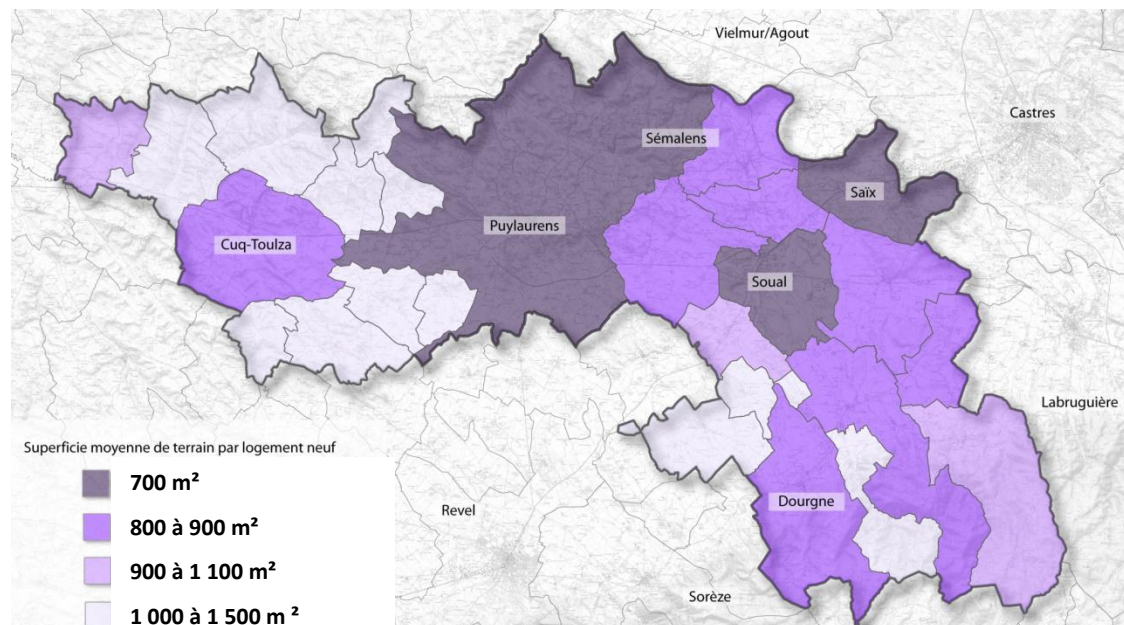 Vielmur/Agout
Castres
Sémalens
Saïx
Puylaurens
Cuq-Toulza
Soual
Labruguière
Superficie moyenne de terrain par logement neuf
700 m²
800 à 900 m²
900 à 1 100 m²
1 000 à 1 500 m ²
Dourgne
Revel
Sorèze